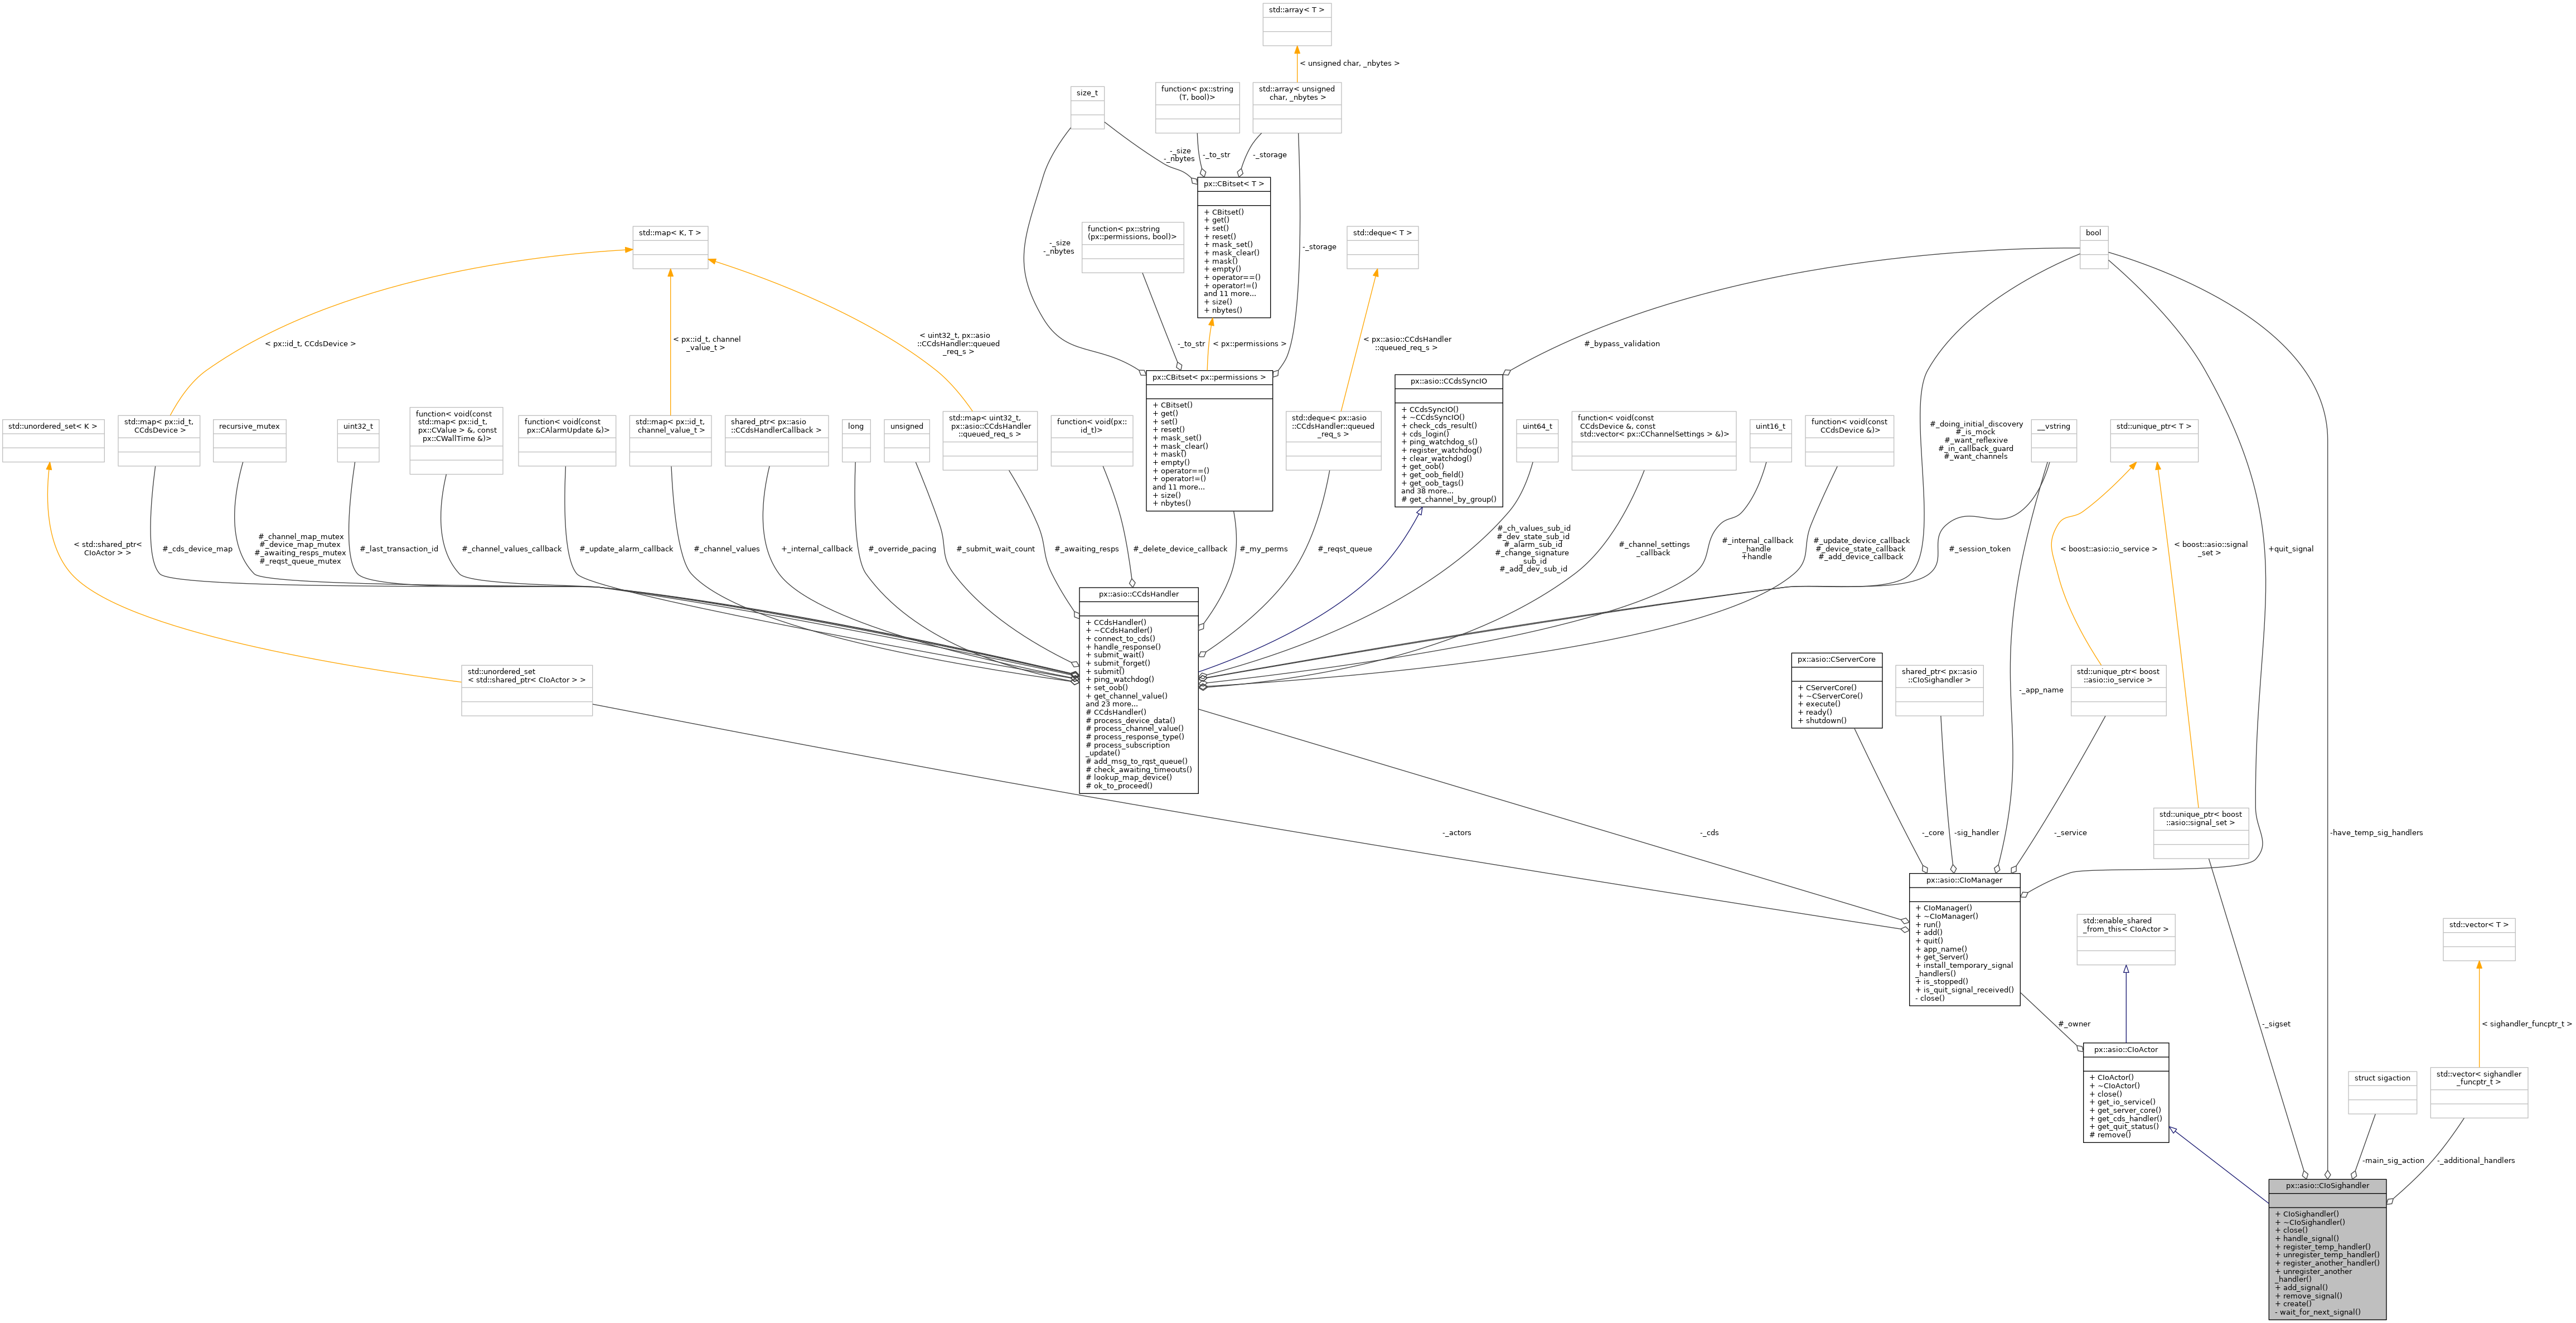 std::array< T >
< unsigned char, _nbytes >
size_t
function< px::string
(T, bool)>
std::array< unsigned
char, _nbytes >
-_size
-_nbytes
-_to_str
-_storage
px::CBitset< T >
+ CBitset()
+ get()
+ set()
+ reset()
+ mask_set()
+ mask_clear()
+ mask()
+ empty()
+ operator==()
+ operator!=()
and 11 more...
+ size()
+ nbytes()
std::map< K, T >
-_size
-_nbytes
function< px::string
(px::permissions, bool)>
-_storage
std::deque< T >
bool
< px::id_t, CCdsDevice >
< px::id_t, channel
_value_t >
< uint32_t, px::asio
::CCdsHandler::queued
_req_s >
-_to_str
< px::permissions >
< px::asio::CCdsHandler
::queued_req_s >
#_bypass_validation
std::unordered_set< K >
std::map< px::id_t,
CCdsDevice >
recursive_mutex
uint32_t
function< void(const
std::map< px::id_t,
px::CValue > &, const
px::CWallTime &)>
function< void(const
px::CAlarmUpdate &)>
std::map< px::id_t,
channel_value_t >
shared_ptr< px::asio
::CCdsHandlerCallback >
long
unsigned
std::map< uint32_t,
px::asio::CCdsHandler
::queued_req_s >
function< void(px::
id_t)>
px::CBitset< px::permissions >
+ CBitset()
+ get()
+ set()
+ reset()
+ mask_set()
+ mask_clear()
+ mask()
+ empty()
+ operator==()
+ operator!=()
and 11 more...
+ size()
+ nbytes()
std::deque< px::asio
::CCdsHandler::queued
_req_s >
px::asio::CCdsSyncIO
+ CCdsSyncIO()
+ ~CCdsSyncIO()
+ check_cds_result()
+ cds_login()
+ ping_watchdog_s()
+ register_watchdog()
+ clear_watchdog()
+ get_oob()
+ get_oob_field()
+ get_oob_tags()
and 38 more...
# get_channel_by_group()
uint64_t
function< void(const
CCdsDevice &, const
std::vector< px::CChannelSettings > &)>
uint16_t
function< void(const
CCdsDevice &)>
#_doing_initial_discovery
#_is_mock
#_want_reflexive
#_in_callback_guard
#_want_channels
__vstring
std::unique_ptr< T >
< std::shared_ptr<
CIoActor > >
#_cds_device_map
#_channel_map_mutex
#_device_map_mutex
#_awaiting_resps_mutex
#_reqst_queue_mutex
#_last_transaction_id
#_channel_values_callback
#_update_alarm_callback
#_channel_values
+_internal_callback
#_override_pacing
#_submit_wait_count
#_awaiting_resps
#_delete_device_callback
#_my_perms
#_reqst_queue
#_ch_values_sub_id
#_dev_state_sub_id
#_alarm_sub_id
#_change_signature
_sub_id
#_add_dev_sub_id
#_channel_settings
_callback
#_internal_callback
_handle
+handle
#_update_device_callback
#_device_state_callback
#_add_device_callback
#_session_token
< boost::asio::io_service >
< boost::asio::signal
_set >
+quit_signal
px::asio::CCdsHandler
+ CCdsHandler()
+ ~CCdsHandler()
+ connect_to_cds()
+ handle_response()
+ submit_wait()
+ submit_forget()
+ submit()
+ ping_watchdog()
+ set_oob()
+ get_channel_value()
and 23 more...
# CCdsHandler()
# process_device_data()
# process_channel_value()
# process_response_type()
# process_subscription
_update()
# add_msg_to_rqst_queue()
# check_awaiting_timeouts()
# lookup_map_device()
# ok_to_proceed()
std::unordered_set
< std::shared_ptr< CIoActor > >
px::asio::CServerCore
+ CServerCore()
+ ~CServerCore()
+ execute()
+ ready()
+ shutdown()
shared_ptr< px::asio
::CIoSighandler >
-_app_name
std::unique_ptr< boost
::asio::io_service >
-_actors
-_cds
-_core
-sig_handler
-_service
std::unique_ptr< boost
::asio::signal_set >
-have_temp_sig_handlers
px::asio::CIoManager
+ CIoManager()
+ ~CIoManager()
+ run()
+ add()
+ quit()
+ app_name()
+ get_Server()
+ install_temporary_signal
_handlers()
+ is_stopped()
+ is_quit_signal_received()
- close()
std::enable_shared
_from_this< CIoActor >
std::vector< T >
#_owner
-_sigset
< sighandler_funcptr_t >
px::asio::CIoActor
+ CIoActor()
+ ~CIoActor()
+ close()
+ get_io_service()
+ get_server_core()
+ get_cds_handler()
+ get_quit_status()
# remove()
struct sigaction
std::vector< sighandler
_funcptr_t >
-main_sig_action
-_additional_handlers
px::asio::CIoSighandler
+ CIoSighandler()
+ ~CIoSighandler()
+ close()
+ handle_signal()
+ register_temp_handler()
+ unregister_temp_handler()
+ register_another_handler()
+ unregister_another
_handler()
+ add_signal()
+ remove_signal()
+ create()
- wait_for_next_signal()